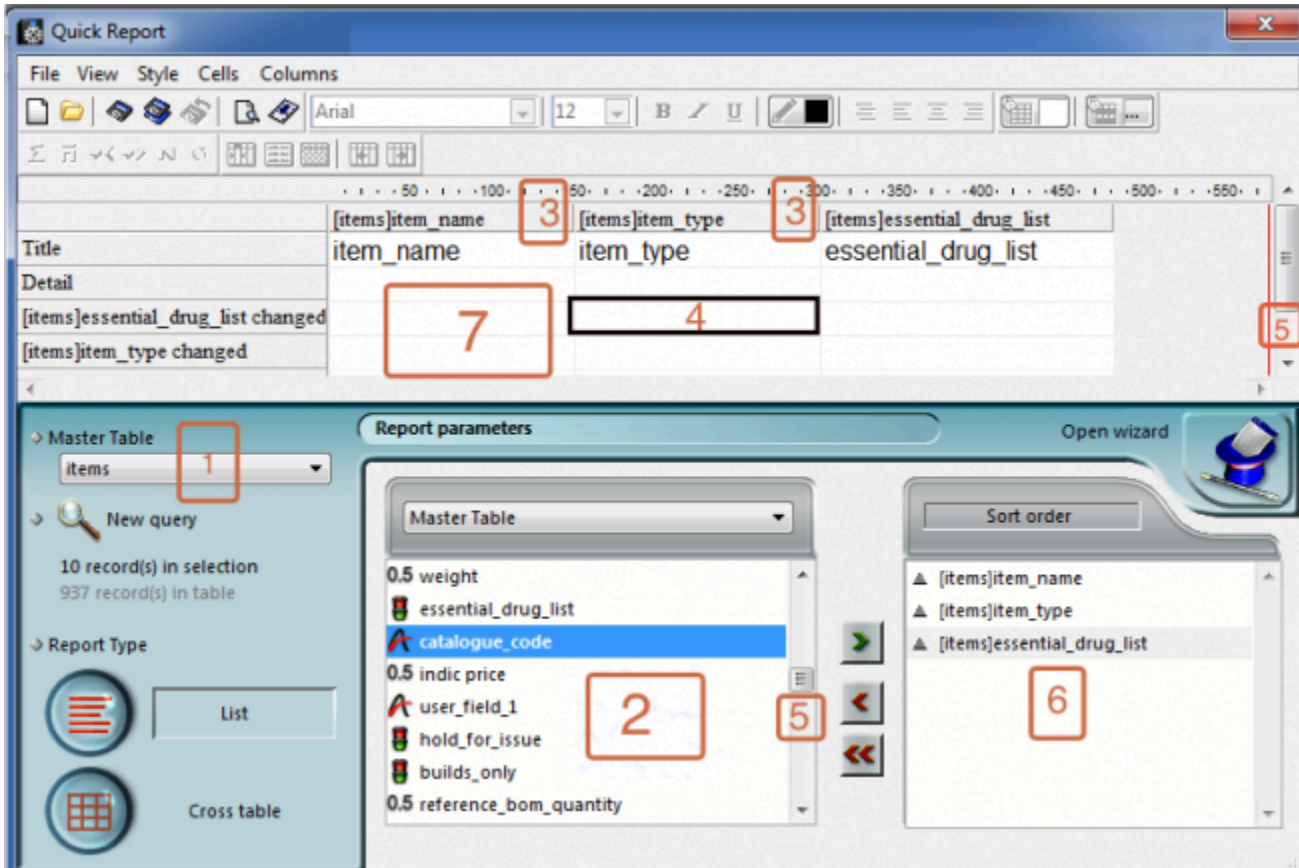 Quick Report
x
File View Style Cells Columns
Arial 12 B I U ...
Σ n N
50 100 50 200 250 300 350 400 450 500 550
[items]item_name 3 [items]item_type 3 [items]essential_drug_list
Title item_name item_type essential_drug_list
Detail
[items]essential_drug_list changed 7 4 5
[items]item_type changed
Master Table
items 1
New query
10 record(s) in selection
937 record(s) in table
Report Type
List
Cross table
Report parameters
Open wizard
Master Table
0.5 weight
essential_drug_list
A catalogue_code
0.5 indic price
A user_field_1
hold_for_issue
builds_only
0.5 reference_bom_quantity
2
5
>
<
<<
Sort order
[items]item_name
[items]item_type
[items]essential_drug_list
6